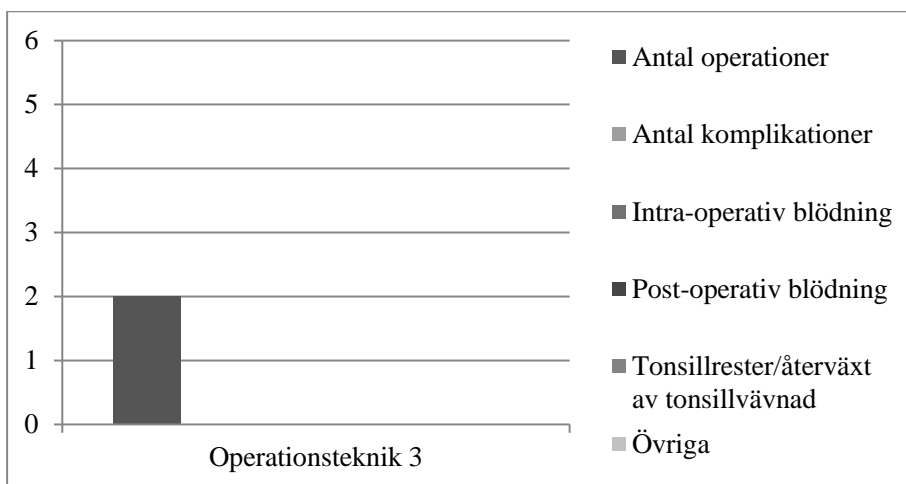 6
5
4
3
2
1
0
Operationsteknik 3
Antal operationer
Antal komplikationer
Intra-operativ blödning
Post-operativ blödning
Tonsillrester/återväxt
av tonsillvävnad
Övriga